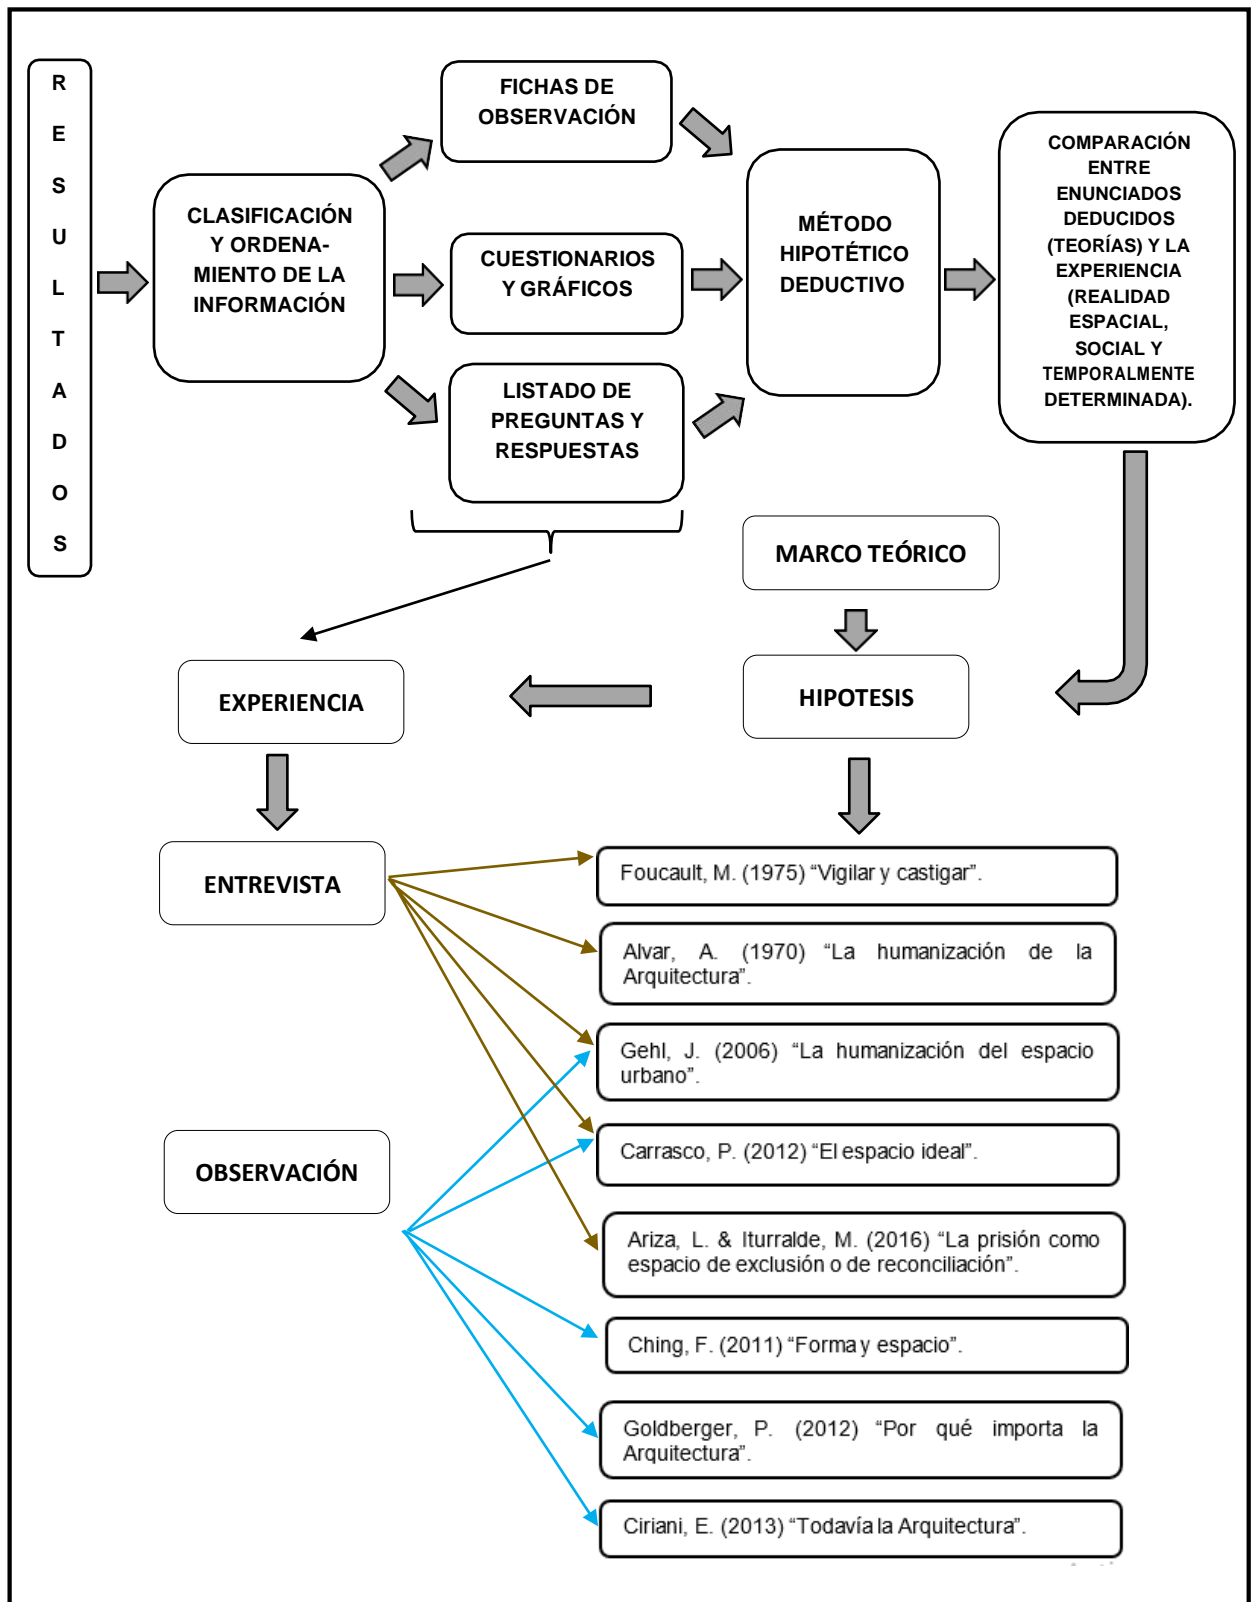 R
E
S
U
L
T
A
D
O
S
CLASIFICACIÓN
Y ORDENA-
MIENTO DE LA
INFORMACIÓN
FICHAS DE
OBSERVACIÓN
CUESTIONARIOS
Y GRÁFICOS
LISTADO DE
PREGUNTAS Y
RESPUESTAS
MÉTODO
HIPOTÉTICO
DEDUCTIVO
COMPARACIÓN
ENTRE
ENUNCIADOS
DEDUCIDOS
(TEORÍAS) Y LA
EXPERIENCIA
(REALIDAD
ESPACIAL,
SOCIAL Y
TEMPORALMENTE
DETERMINADA).
MARCO TEÓRICO
EXPERIENCIA
HIPOTESIS
ENTREVISTA
Foucault, M. (1975) “Vigilar y castigar”.
Alvar, A. (1970) “La humanización de la
Arquitectura”.
Gehl, J. (2006) “La humanización del espacio
urbano”.
OBSERVACIÓN
Carrasco, P. (2012) “El espacio ideal”.
Ariza, L. & Iturralde, M. (2016) “La prisión como
espacio de exclusión o de reconciliación”.
Ching, F. (2011) “Forma y espacio”.
Goldberger, P. (2012) “Por qué importa la
Arquitectura”.
Ciriani, E. (2013) “Todavía la Arquitectura”.